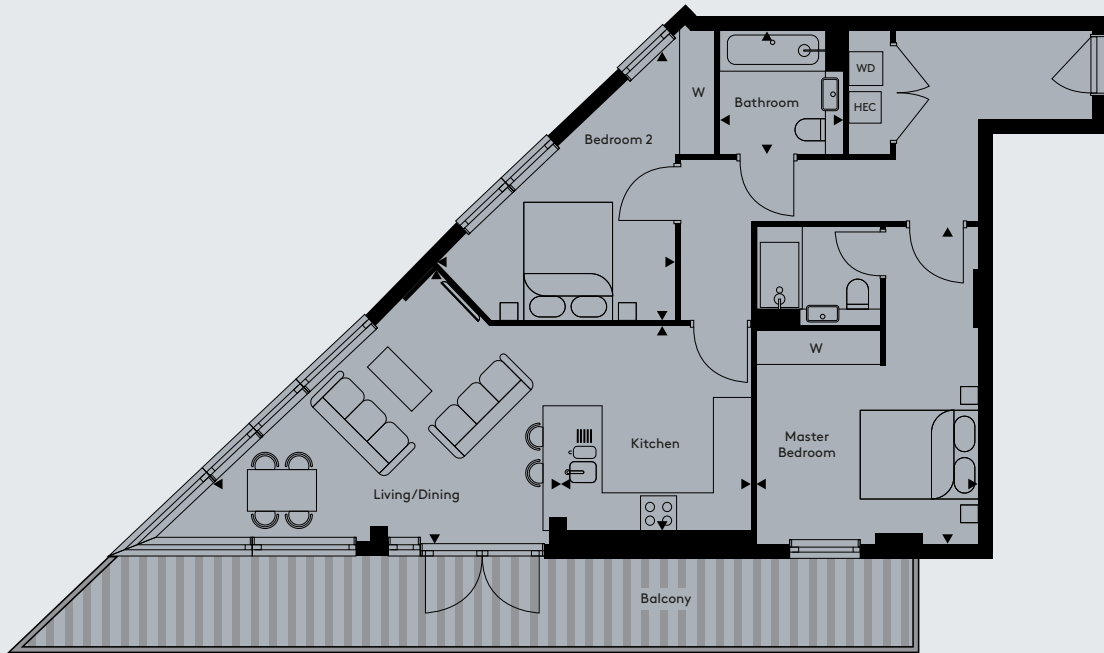 WD
W
Bathroom
HEC
Bedroom 2
W
Master
Bedroom
Kitchen
Living/Dining
Balcony